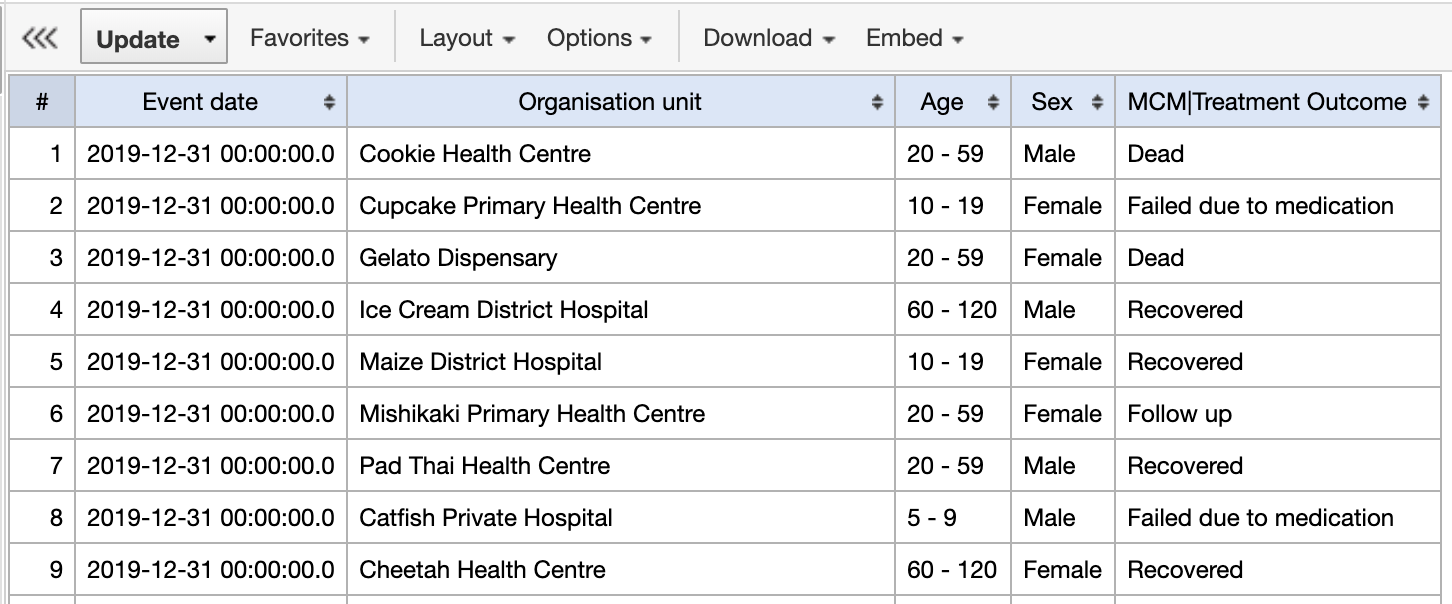 Update Favorites Layout Options Download Embed
# Event date Organisation unit Age Sex MCM|Treatment Outcome
1 2019-12-31 00:00:00.0 Cookie Health Centre 20 - 59 Male Dead
2 2019-12-31 00:00:00.0 Cupcake Primary Health Centre 10 - 19 Female Failed due to medication
3 2019-12-31 00:00:00.0 Gelato Dispensary 20 - 59 Female Dead
4 2019-12-31 00:00:00.0 Ice Cream District Hospital 60 - 120 Male Recovered
5 2019-12-31 00:00:00.0 Maize District Hospital 10 - 19 Female Recovered
6 2019-12-31 00:00:00.0 Mishikaki Primary Health Centre 20 - 59 Female Follow up
7 2019-12-31 00:00:00.0 Pad Thai Health Centre 20 - 59 Male Recovered
8 2019-12-31 00:00:00.0 Catfish Private Hospital 5 - 9 Male Failed due to medication
9 2019-12-31 00:00:00.0 Cheetah Health Centre 60 - 120 Female Recovered